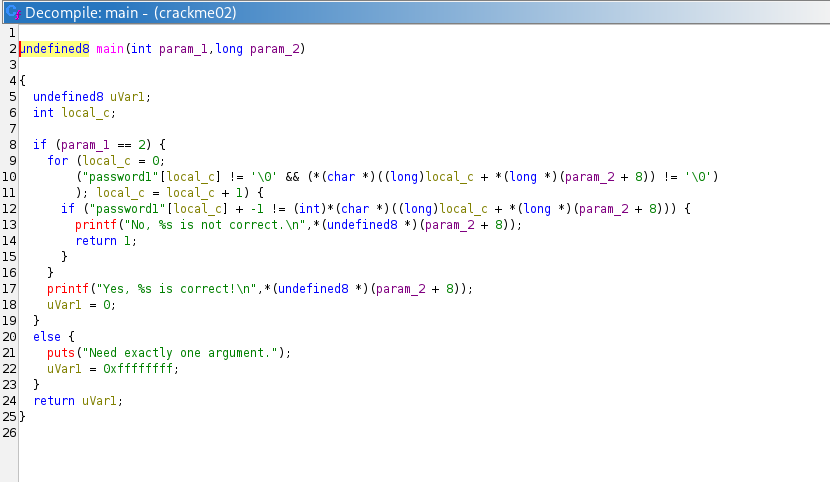 Decompile: main - (crackme02)
1
2 undefined8 main(int param_1,long param_2)
3
4 {
5   undefined8 uVar1;
6   int local_c;
7
8   if (param_1 == 2) {
9     for (local_c = 0;
10         ("password1"[local_c] != '\0' && (*(char *)((long)local_c + *(long *)(param_2 + 8)) != '\0')
11         ); local_c = local_c + 1) {
12       if ("password1"[local_c] + -1 != (int)*(char *)((long)local_c + *(long *)(param_2 + 8))) {
13         printf("No, %s is not correct.\n",*(undefined8 *)(param_2 + 8));
14         return 1;
15       }
16     }
17     printf("Yes, %s is correct!\n",*(undefined8 *)(param_2 + 8));
18     uVar1 = 0;
19   }
20   else {
21     puts("Need exactly one argument.");
22     uVar1 = 0xffffffff;
23   }
24   return uVar1;
25 }
26